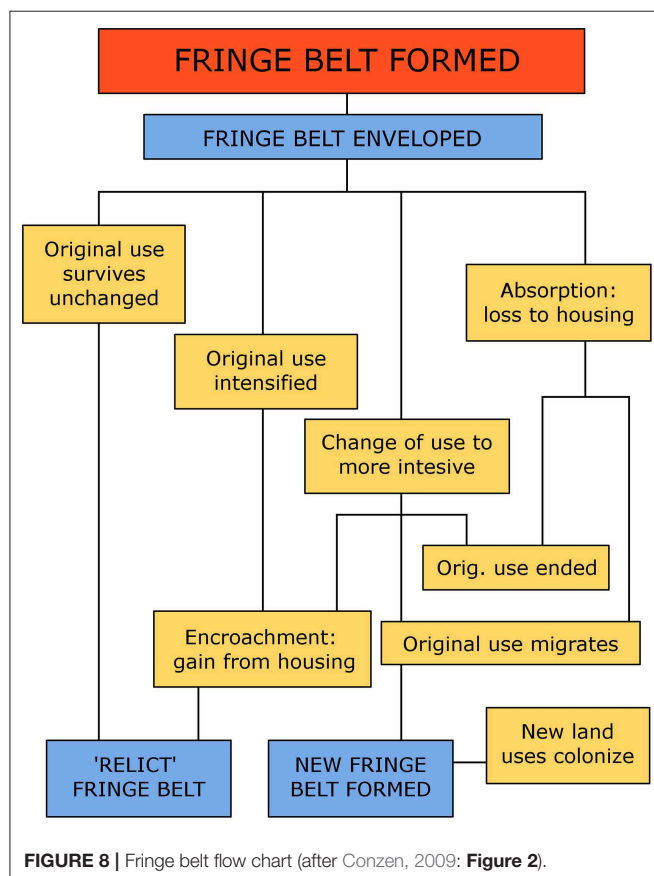 FRINGE BELT FORMED
FRINGE BELT ENVELOPED
Original use
survives
unchanged
Absorption:
loss to housing
Original use
intensified
Change of use to
more intesive
Orig. use ended
Encroachment:
gain from housing
Original use migrates
New land
uses colonize
'RELICT'
FRINGE BELT
NEW FRINGE
BELT FORMED
FIGURE 8 | Fringe belt flow chart (after Conzen, 2009: Figure 2).